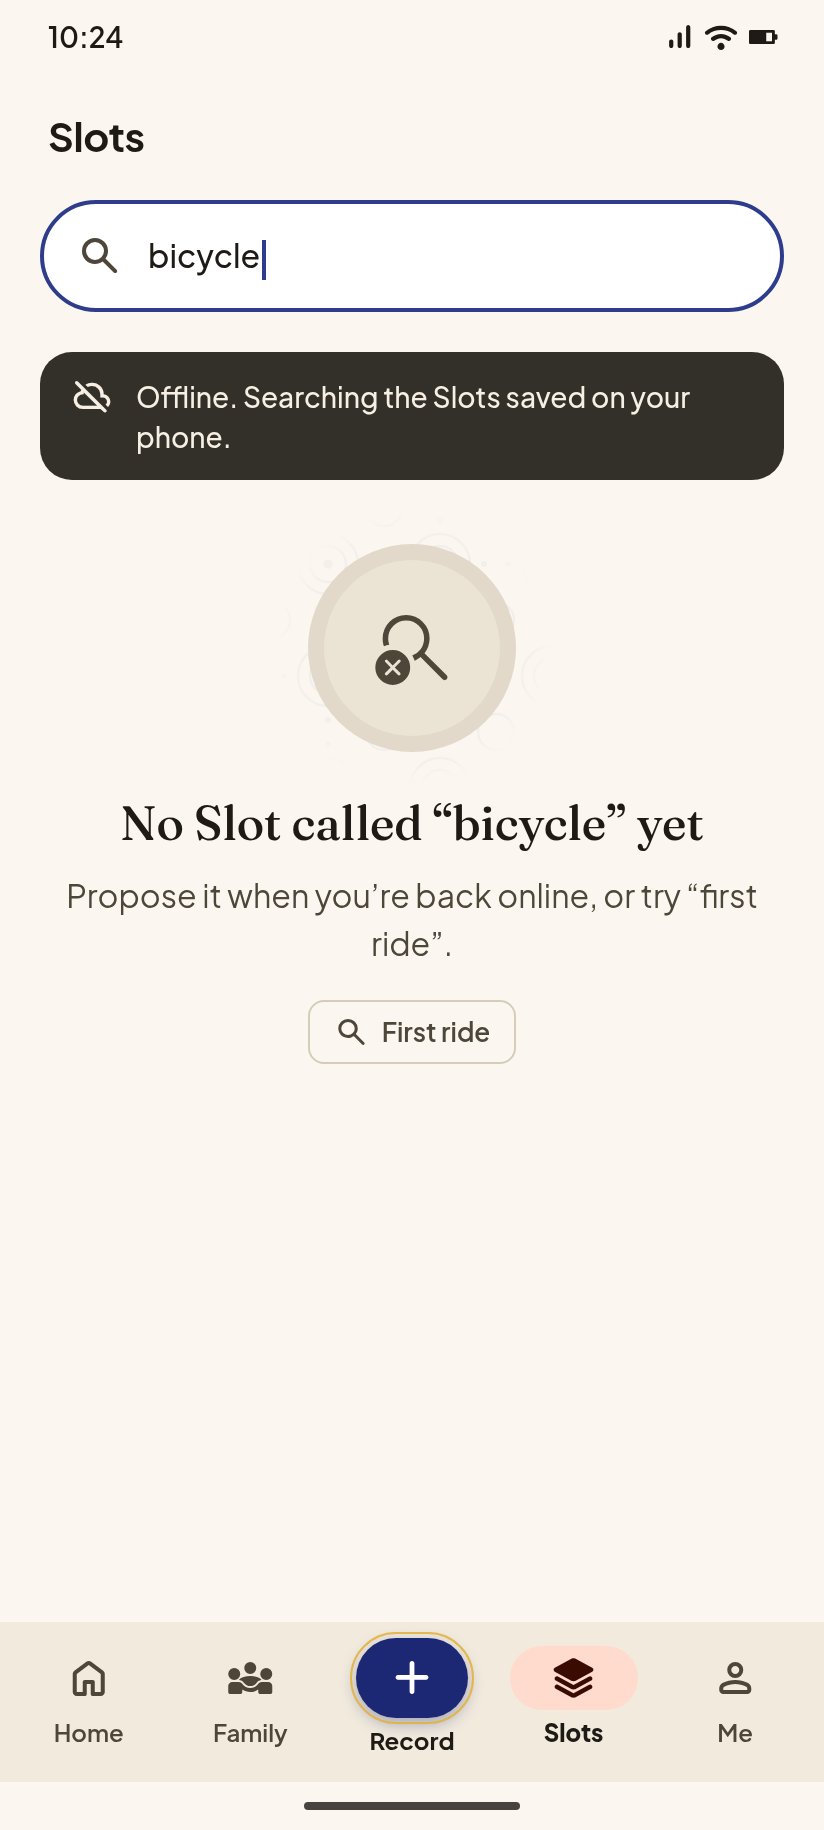 10:24
Slots
bicycle
Offline. Searching the Slots saved on your
phone.
No Slot called “bicycle” yet
Propose it when you’re back online, or try “first
ride”.
First ride
Home
Family
Record
Slots
Me